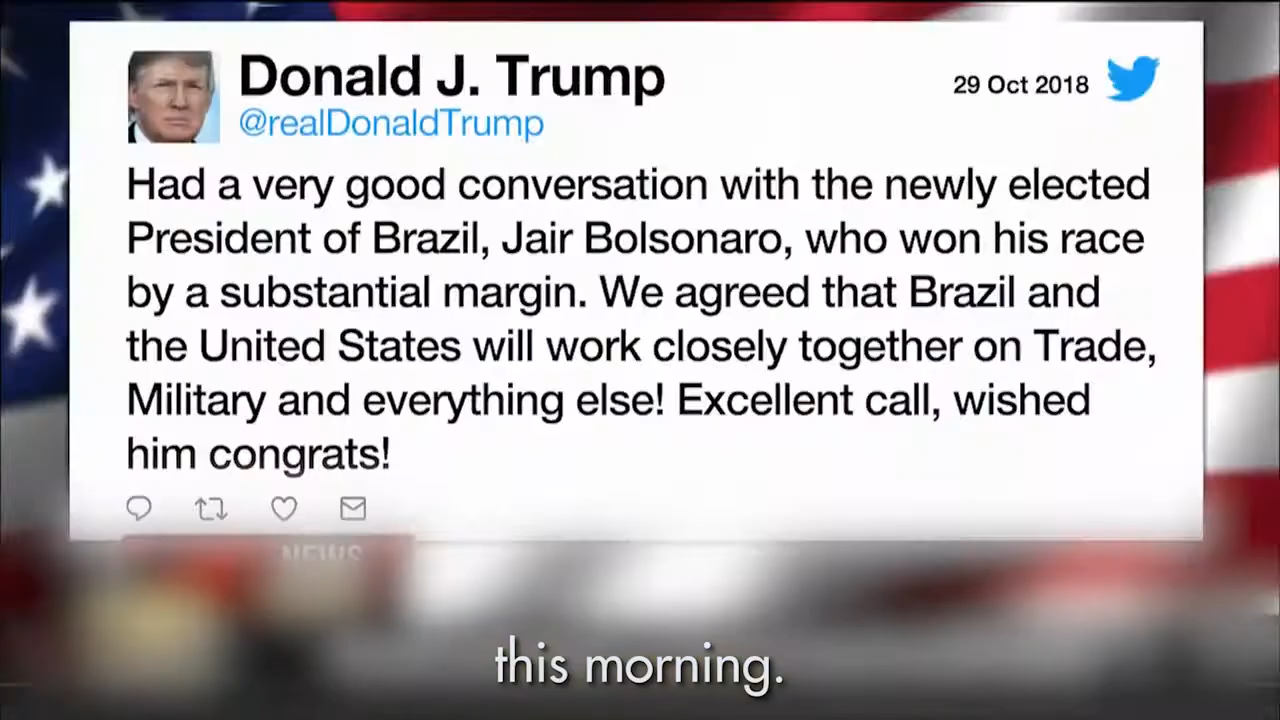 Donald J. Trump
29 Oct 2018
@realDonaldTrump
Had a very good conversation with the newly elected
President of Brazil, Jair Bolsonaro, who won his race
by a substantial margin. We agreed that Brazil and
the United States will work closely together on Trade,
Military and everything else! Excellent call, wished
him congrats!
NEWS
this morning.